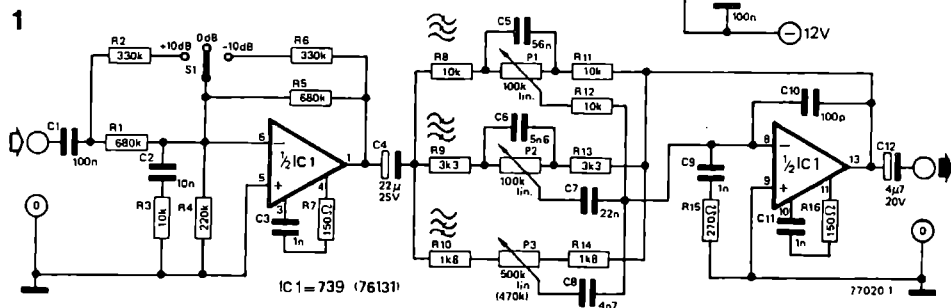 1
R2
330k
+10dB
0dB
-10dB
S1
R6
330k
R5
680k
C1
100n
R1
680k
C2
10n
R3
10k
R4
220k
6
5
½ IC1
1
4
3
C3
1n
R7
150Ω
C4
22µ
25V
0
IC1 = 739 (76131)
R8
10k
C5
56n
P1
100k
lin.
R11
10k
R12
10k
R9
3k3
C6
5n6
P2
100k
lin.
R13
3k3
C7
22n
R10
1k8
P3
500k
lin
(470k)
R14
1k8
C8
4n7
100n
12V
C10
100p
C9
1n
R15
270Ω
8
9
½ IC1
13
11
10
C11
1n
R16
150Ω
C12
4µ7
20V
0
77020 1